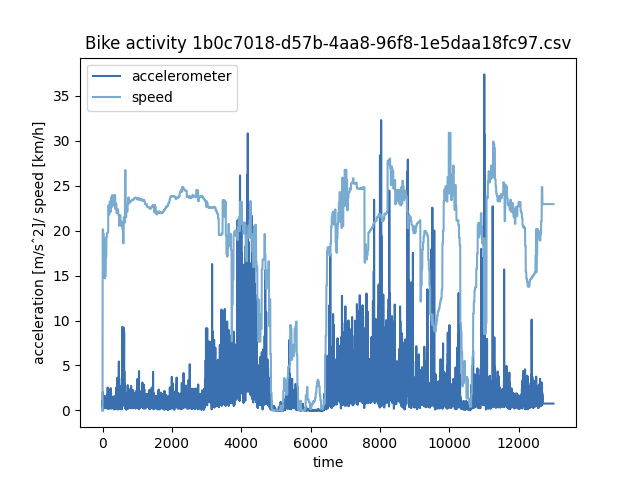 Bike activity 1b0c7018-d57b-4aa8-96f8-1e5daa18fc97.csv
accelerometer
speed
acceleration [m/s^2]/ speed [km/h]
35
30
25
20
15
10
5
0
0 2000 4000 6000 8000 10000 12000
time